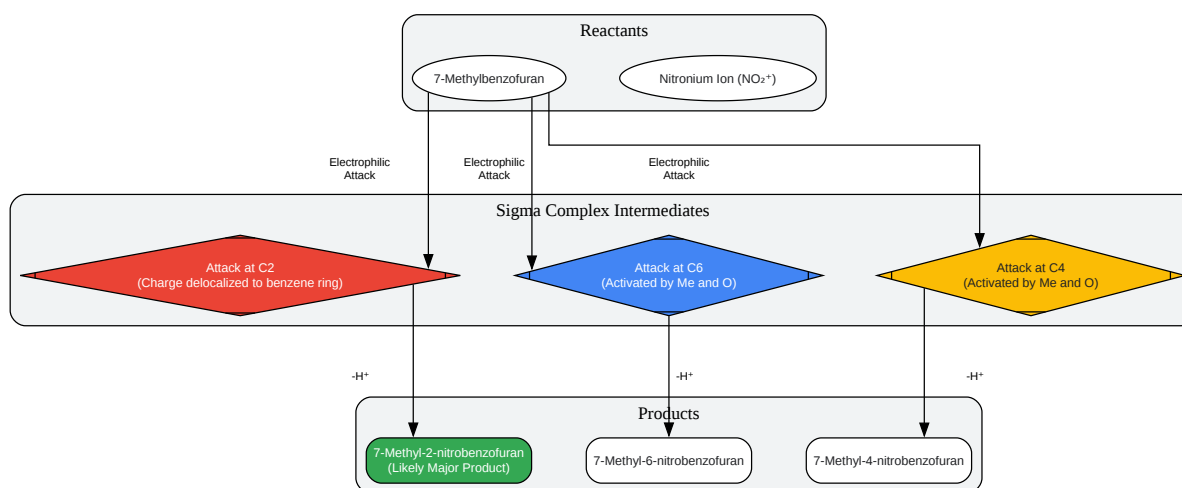 Reactants
7-Methylbenzofuran
Nitronium Ion (NO₂⁺)
Electrophilic
Attack
Electrophilic
Attack
Electrophilic
Attack
Sigma Complex Intermediates
Attack at C2
(Charge delocalized to benzene ring)
Attack at C6
(Activated by Me and O)
Attack at C4
(Activated by Me and O)
-H⁺
-H⁺
-H⁺
Products
7-Methyl-2-nitrobenzofuran
(Likely Major Product)
7-Methyl-6-nitrobenzofuran
7-Methyl-4-nitrobenzofuran